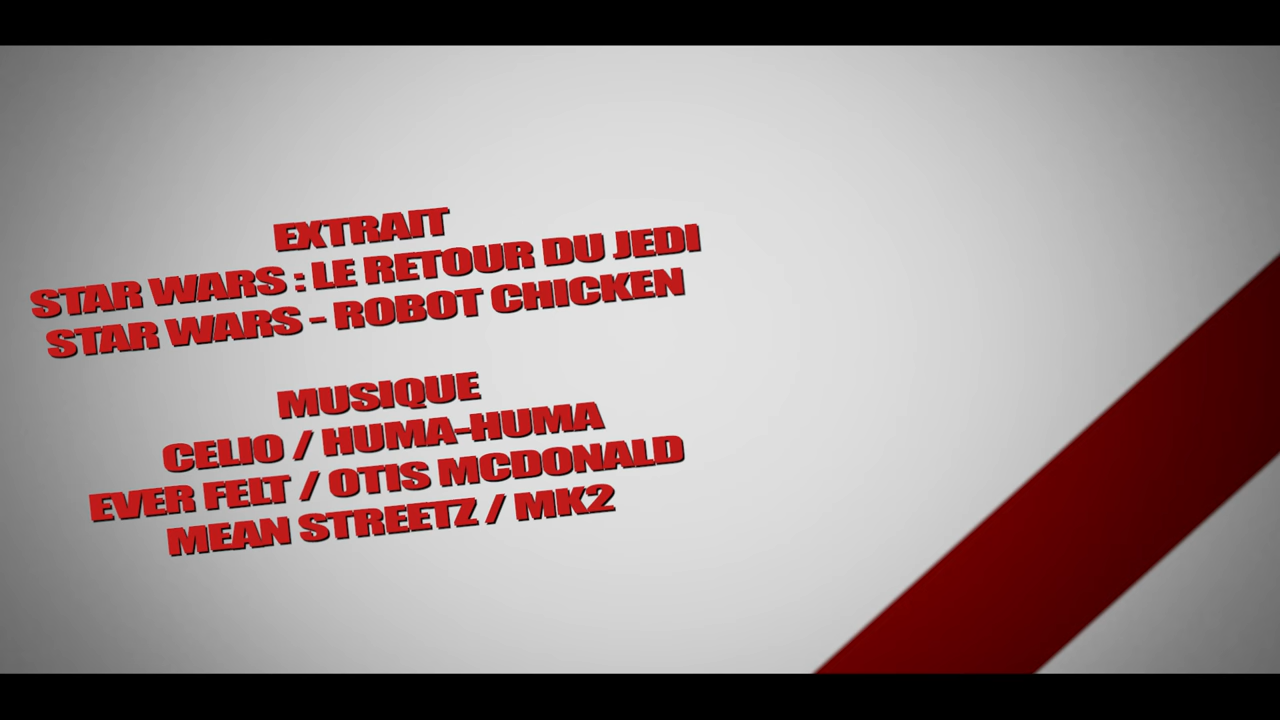 EXTRAIT
STAR WARS : LE RETOUR DU JEDI
STAR WARS - ROBOT CHICKEN
MUSIQUE
CELIO / HUMA-HUMA
EVER FELT / OTIS MCDONALD
MEAN STREETZ / MK2